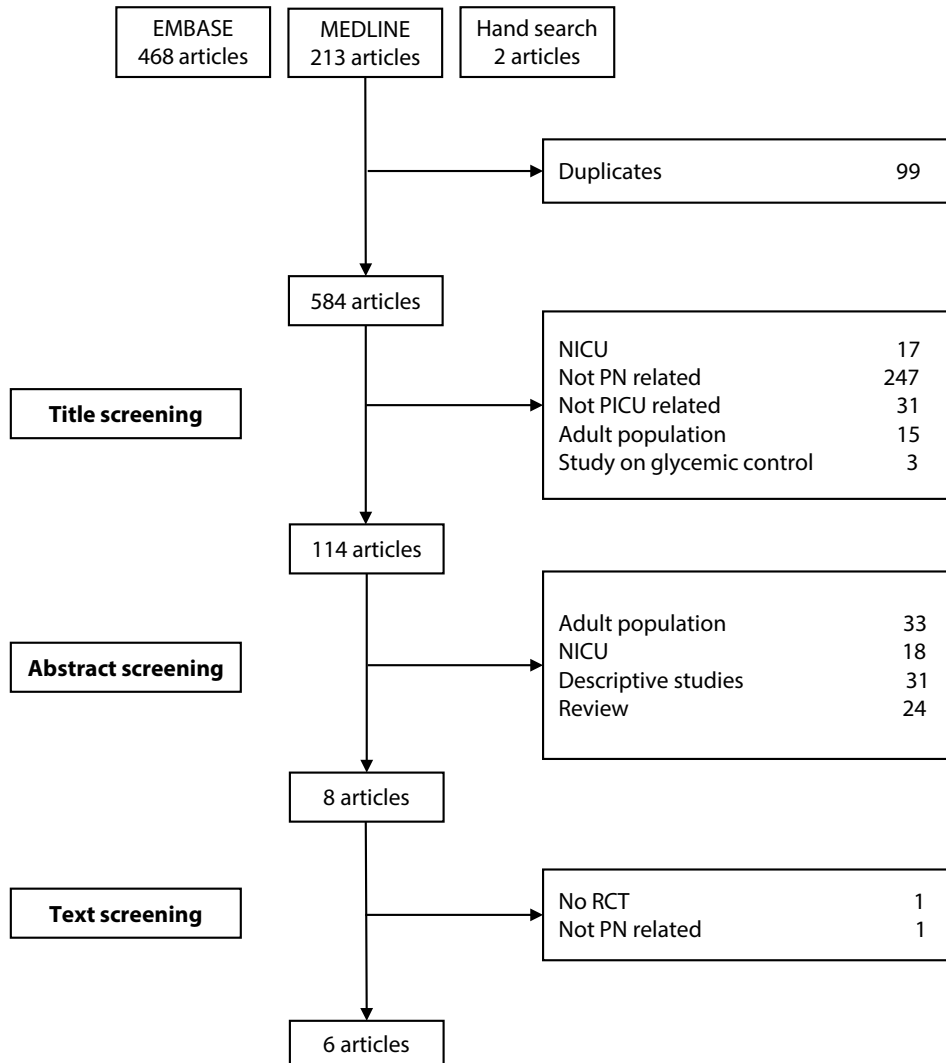 EMBASE
468 articles
MEDLINE
213 articles
Hand search
2 articles
Duplicates 99
584 articles
NICU 17
Not PN related 247
Not PICU related 31
Adult population 15
Study on glycemic control 3
Title screening
114 articles
Adult population 33
NICU 18
Descriptive studies 31
Review 24
Abstract screening
8 articles
No RCT 1
Not PN related 1
Text screening
6 articles